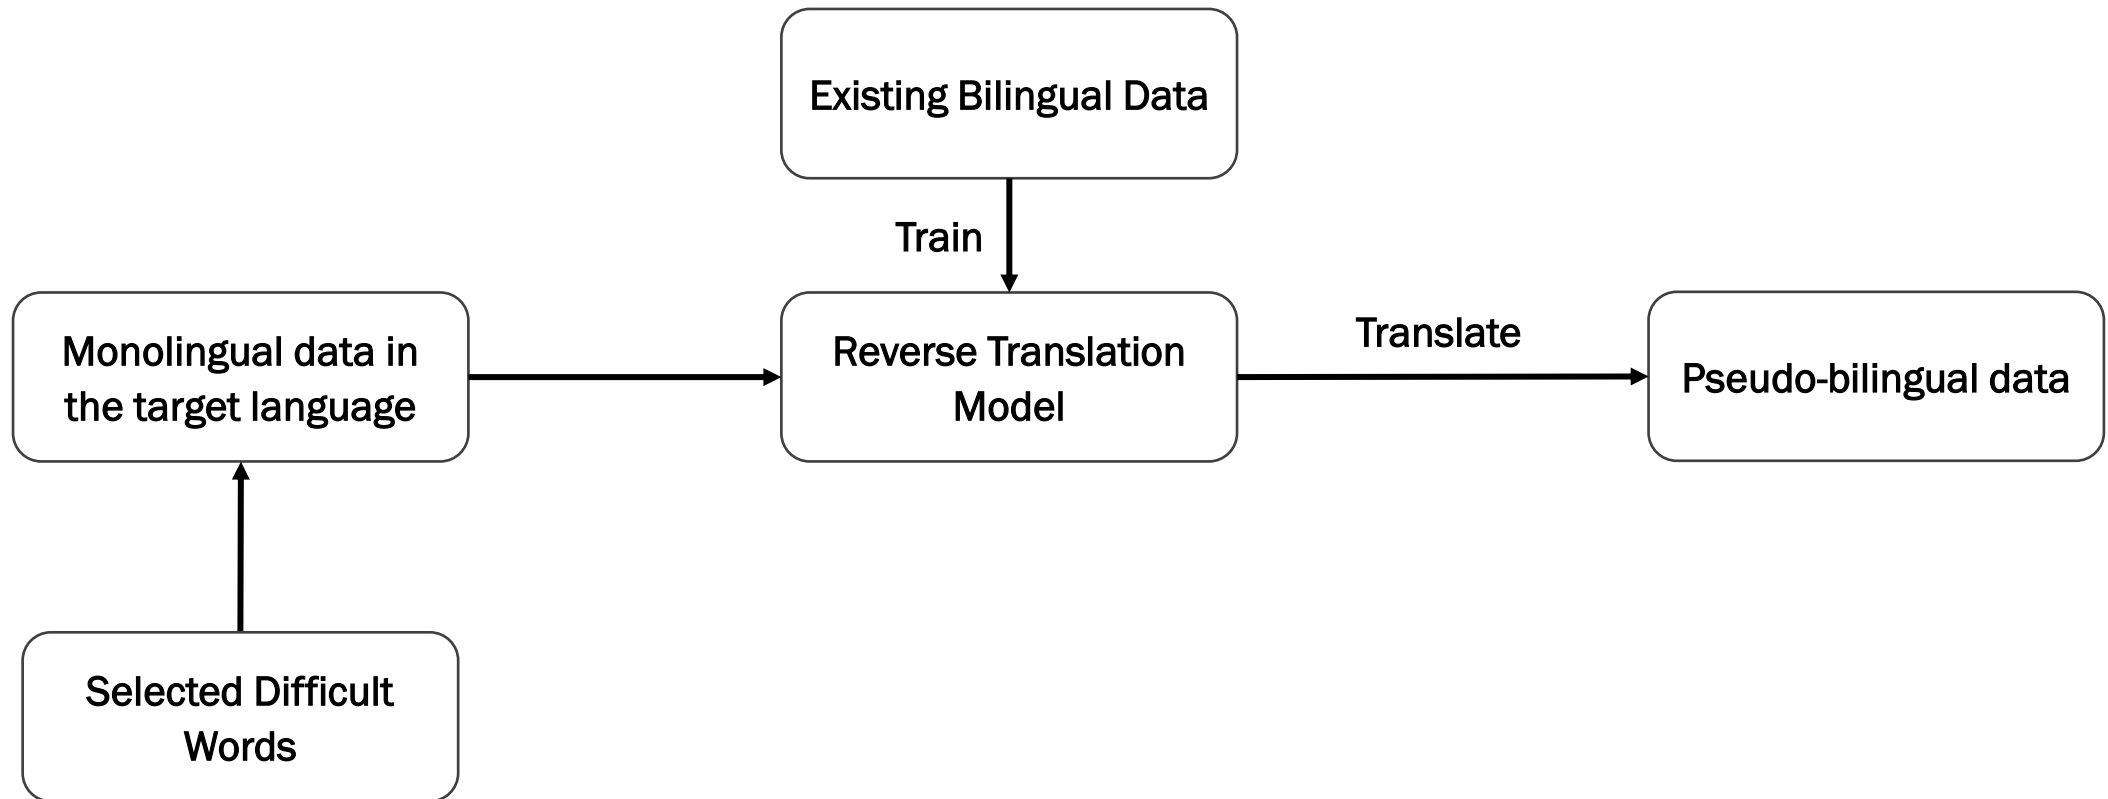 Existing Bilingual Data
Train
Monolingual data in
the target language
Reverse Translation
Model
Translate
Pseudo-bilingual data
Selected Difficult
Words